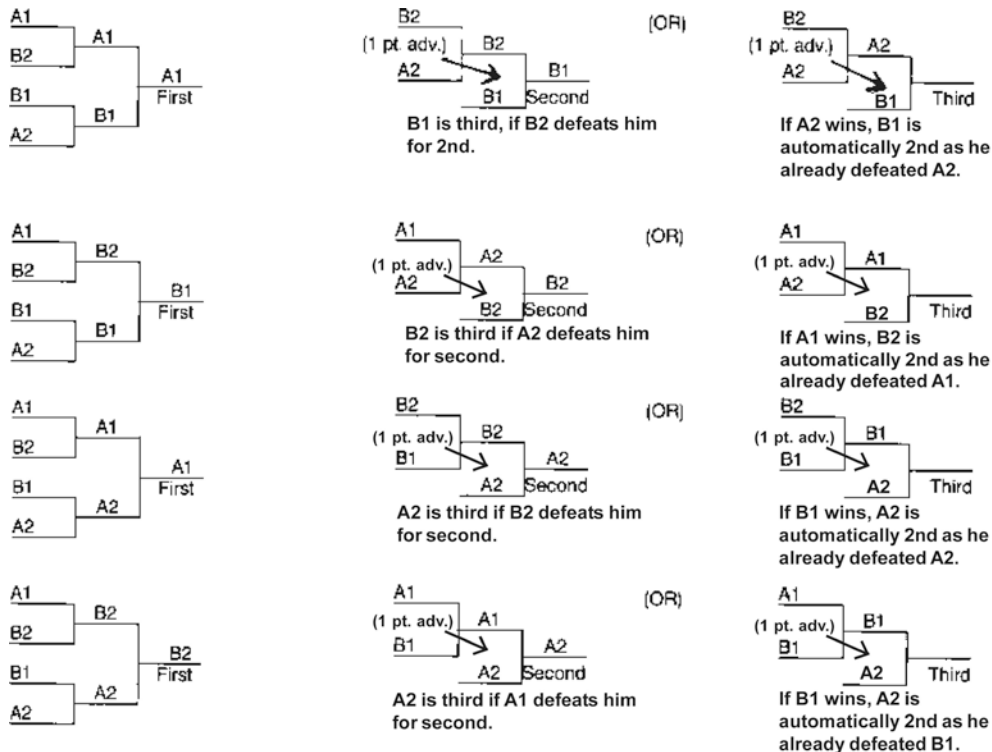 A1
A1
B2
A1
First
B1
B1
A2
B2
(1 pt. adv.)
B2
A2
B1
B1
Second
B1 is third, if B2 defeats him
for 2nd.
(OR)
B2
(1 pt. adv.)
A2
A2
B1
Third
If A2 wins, B1 is
automatically 2nd as he
already defeated A2.
A1
B2
B2
B1
First
B1
B1
A2
A1
A2
(1 pt. adv.)
A2
B2
B2
Second
B2 is third if A2 defeats him
for second.
(OR)
A1
A1
(1 pt. adv.)
A2
B2
Third
If A1 wins, B2 is
automatically 2nd as he
already defeated A1.
A1
A1
B2
A1
First
B1
A2
A2
B2
B2
(1 pt. adv.)
B1
A2
A2
Second
A2 is third if B2 defeats him
for second.
(OR)
B2
B1
(1 pt. adv.)
B1
A2
Third
If B1 wins, A2 is
automatically 2nd as he
already defeated A2.
A1
B2
B2
B2
First
B1
A2
A2
A1
A1
(1 pt. adv.)
B1
A2
A2
Second
A2 is third if A1 defeats him
for second.
(OR)
A1
B1
(1 pt. adv.)
B1
A2
Third
If B1 wins, A2 is
automatically 2nd as he
already defeated B1.